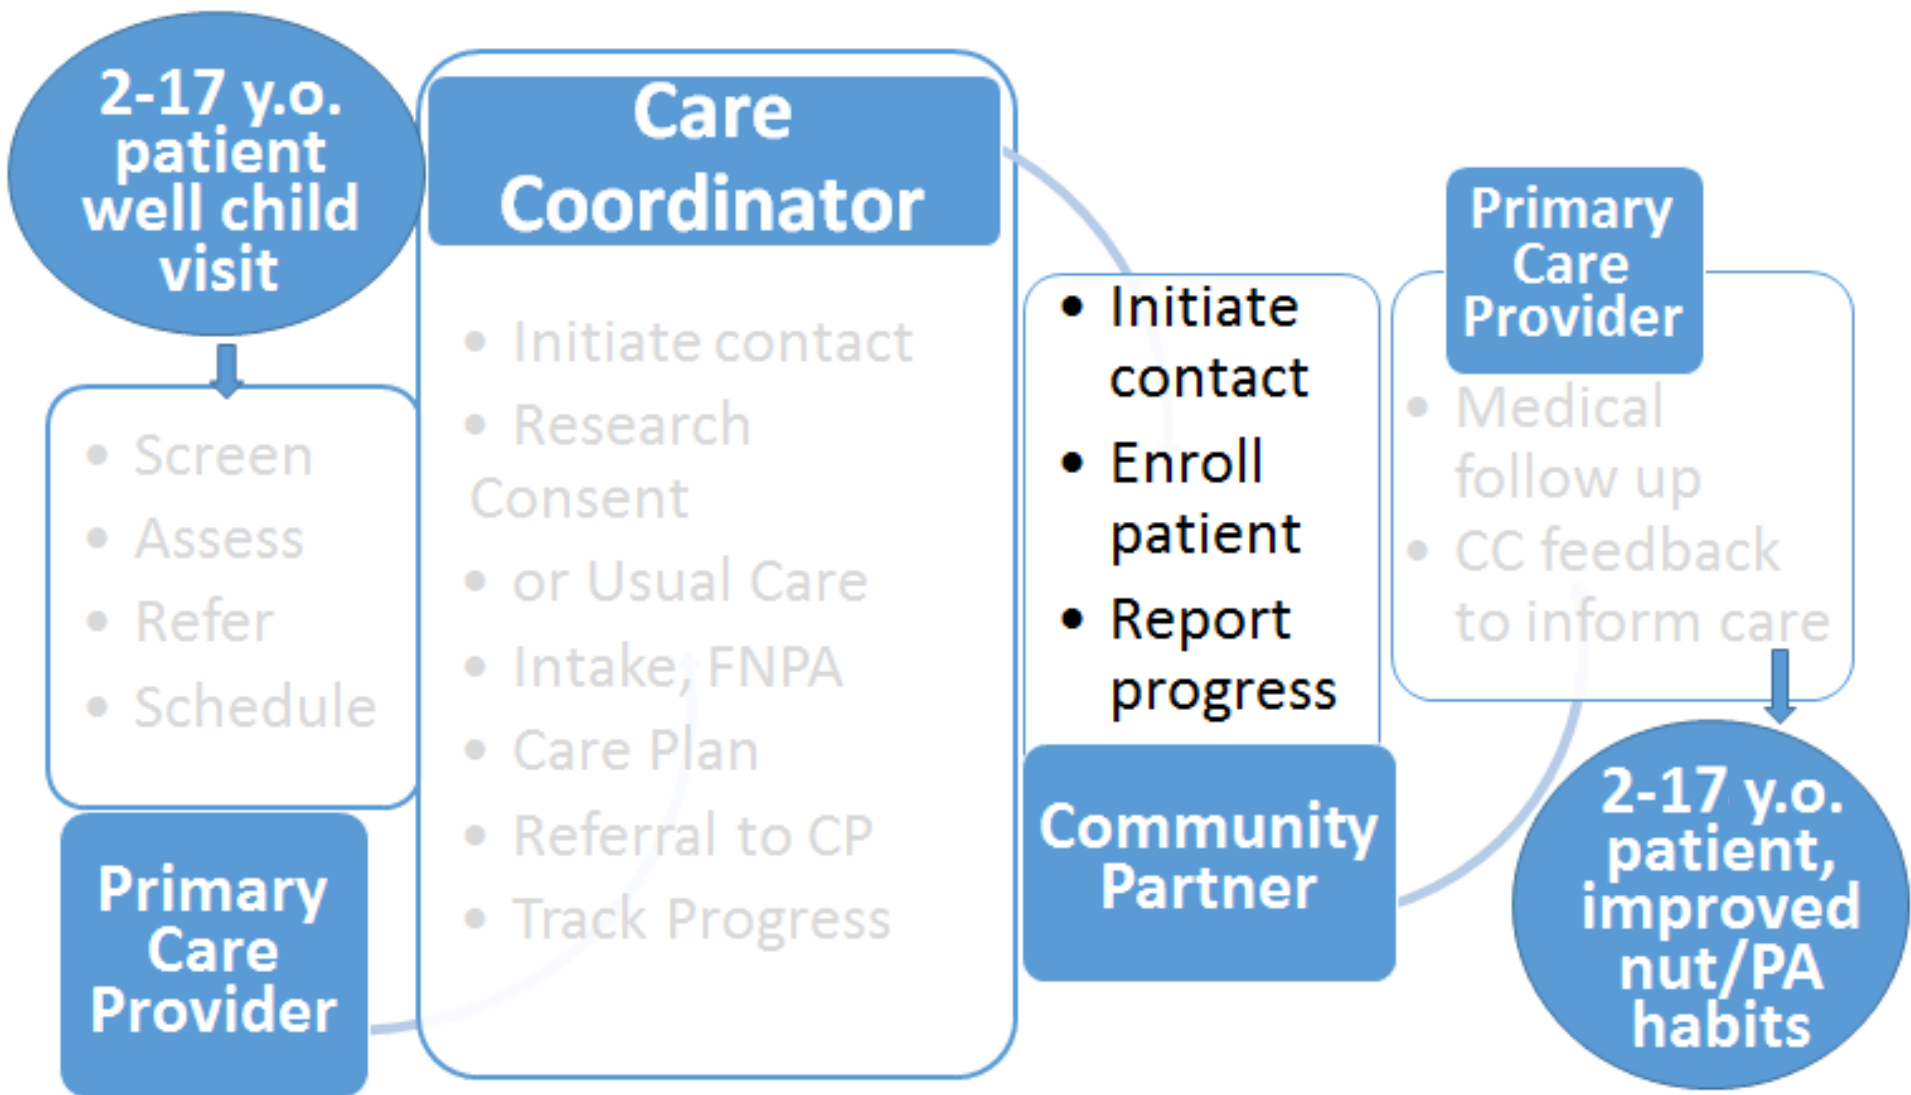 2-17 y.o.
patient
well child
visit
• Screen
• Assess
• Refer
• Schedule
Primary
Care
Provider
Care
Coordinator
• Initiate contact
• Research
Consent
• or Usual Care
• Intake, FNPA
• Care Plan
• Referral to CP
• Track Progress
• Initiate
contact
• Enroll
patient
• Report
progress
Community
Partner
Primary
Care
Provider
• Medical
follow up
• CC feedback
to inform care
2-17 y.o.
patient,
improved
nut/PA
habits